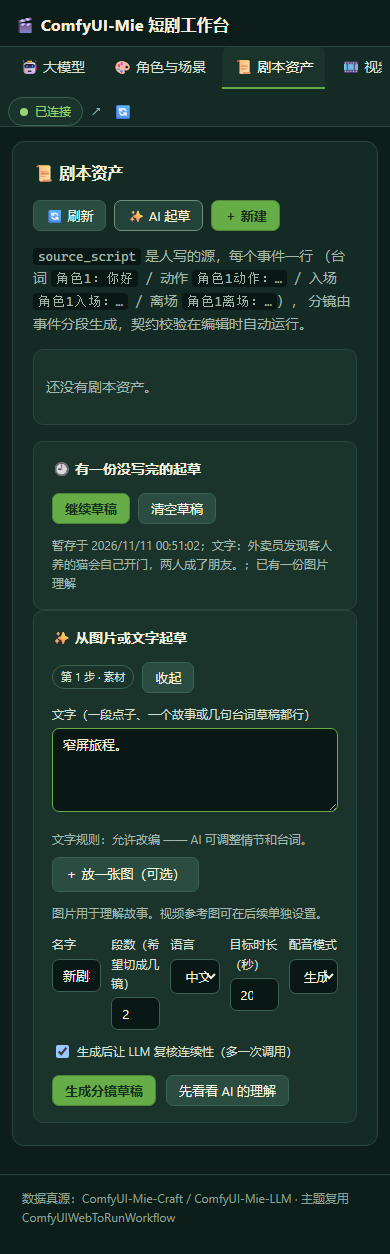 🎬 ComfyUI-Mie 短剧工作台
🤖 大模型 🎨 角色与场景 📜 剧本资产 🎞️ 视
● 已连接 ↗ 🔄
📜 剧本资产
🔄 刷新 ✨ AI 起草 ＋ 新建
source_script 是人写的源，每个事件一行 （台
词 角色1：你好 / 动作 角色1动作：… / 入场
角色1入场：… / 离场 角色1离场：…），分镜由
事件分段生成，契约校验在编辑时自动运行。
还没有剧本资产。
🕘 有一份没写完的起草
继续草稿 清空草稿
暂存于 2026/11/11 00:51:02；文字：外卖员发现客人
养的猫会自己开门，两人成了朋友。；已有一份图片
理解
✨ 从图片或文字起草
第 1 步 · 素材 收起
文字（一段点子、一个故事或几句台词草稿都行）
窄屏旅程。
文字规则：允许改编 —— AI 可调整情节和台词。
＋ 放一张图（可选）
图片用于理解故事。视频参考图可在后续单独设置。
名字 段数（希 语言 目标时长 配音模式
望切成几 （秒）
镜）
新剧 2 中文 20 生成
生成后让 LLM 复核连续性（多一次调用）
生成分镜草稿 先看看 AI 的理解
数据真源：ComfyUI-Mie-Craft / ComfyUI-Mie-LLM · 主题复用
ComfyUIWebToRunWorkflow